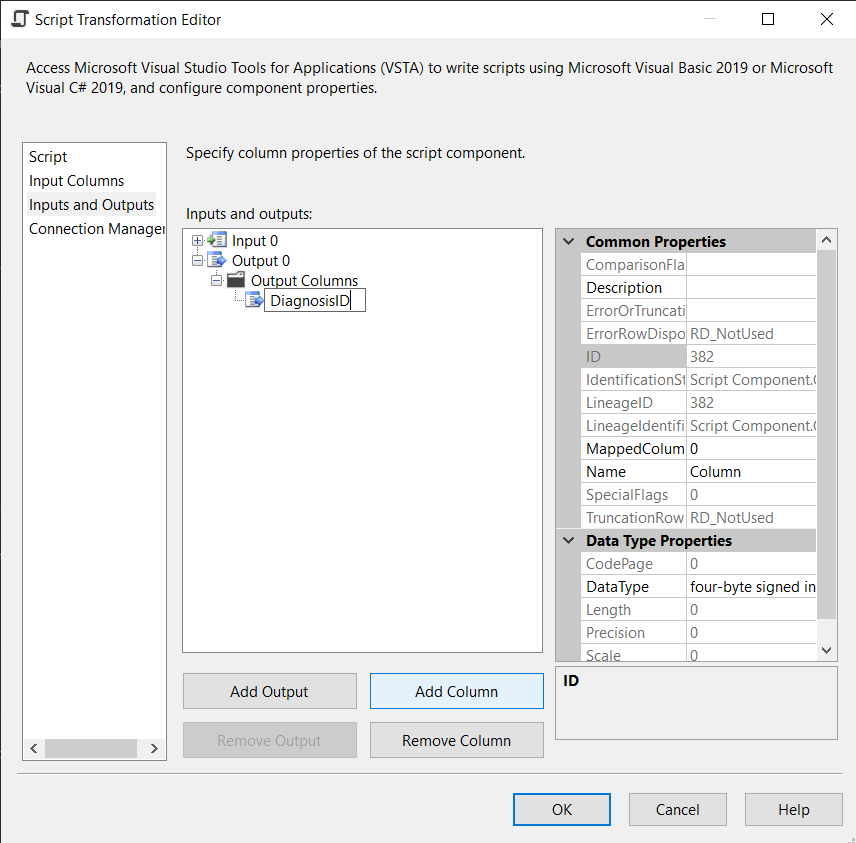 Script Transformation Editor
Access Microsoft Visual Studio Tools for Applications (VSTA) to write scripts using Microsoft Visual Basic 2019 or Microsoft
Visual C# 2019, and configure component properties.
Script
Input Columns
Inputs and Outputs
Connection Manager
Specify column properties of the script component.
Inputs and outputs:
Input 0
Output 0
Output Columns
DiagnosisID
Common Properties
ComparisonFla
Description
ErrorOrTruncati
ErrorRowDispo RD_NotUsed
ID 382
IdentificationSt Script Component.O
LineageID 382
LineageIdentifi Script Component.O
MappedColum 0
Name Column
SpecialFlags 0
TruncationRow RD_NotUsed
Data Type Properties
CodePage 0
DataType four-byte signed in
Length 0
Precision 0
Scale 0
ID
Add Output
Add Column
Remove Output
Remove Column
OK
Cancel
Help